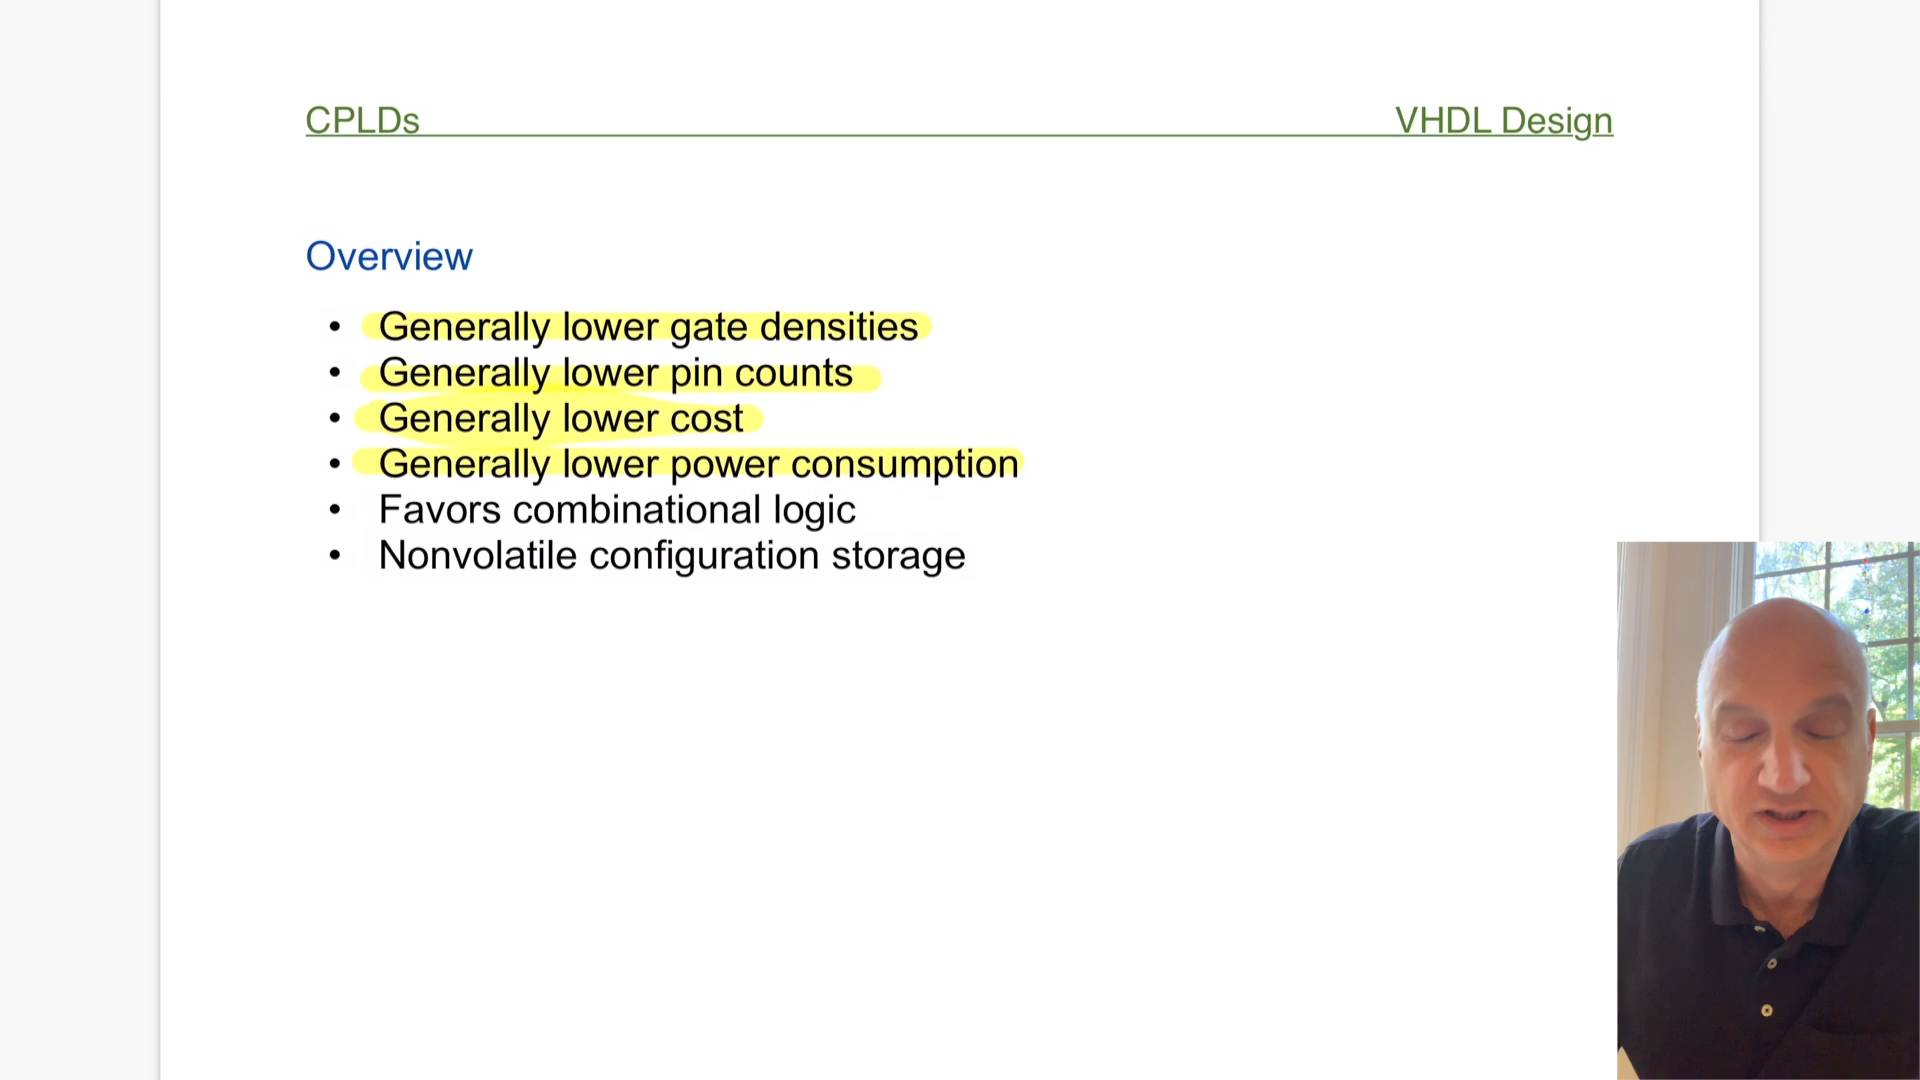 CPLDs VHDL Design
Overview
• Generally lower gate densities
• Generally lower pin counts
• Generally lower cost
• Generally lower power consumption
• Favors combinational logic
• Nonvolatile configuration storage